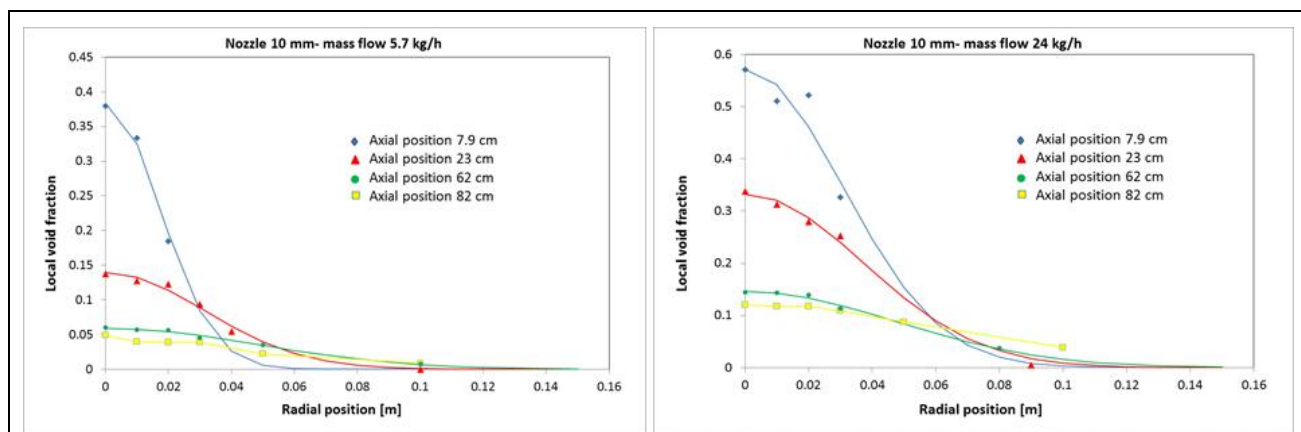 Nozzle 10 mm- mass flow 5.7 kg/h
0.45
0.4
0.35
0.3
0.25
0.2
0.15
0.1
0.05
0
Local void fraction
Axial position 7.9 cm
Axial position 23 cm
Axial position 62 cm
Axial position 82 cm
0 0.02 0.04 0.06 0.08 0.1 0.12 0.14 0.16
Radial position [m]
Nozzle 10 mm- mass flow 24 kg/h
0.6
0.5
0.4
0.3
0.2
0.1
0
Local void fraction
Axial position 7.9 cm
Axial position 23 cm
Axial position 62 cm
Axial position 82 cm
0 0.02 0.04 0.06 0.08 0.1 0.12 0.14 0.16
Radial position [m]